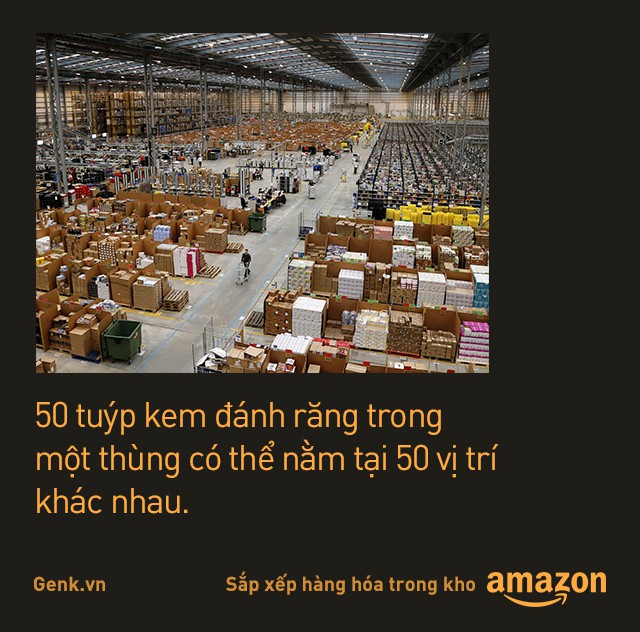 50 tuýp kem đánh răng trong
một thùng có thể nằm tại 50 vị trí
khác nhau.
Genk.vn
Sắp xếp hàng hóa trong kho amazon